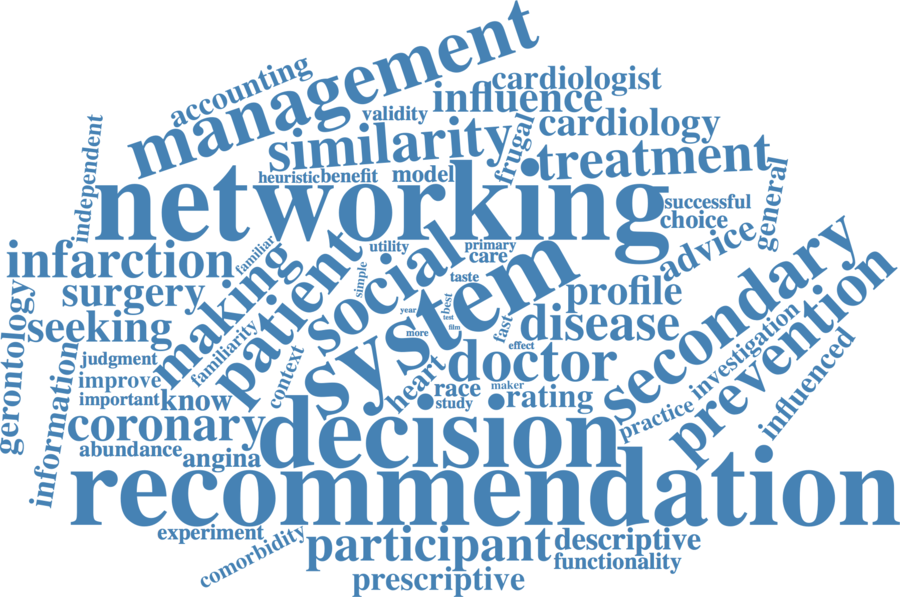 management
accounting
cardiologist
influence
validity
cardiology
similarity
frugal
treatment
independent
heuristic
benefit
model
networking
general
successful
choice
advice
infarction
familiar
utility
primary
care
secondary
making
patient
social
simple
taste
system
profile
prevention
surgery
gerontology
seeking
familiarity
year
best
test
film
more
fast
disease
investigation
influenced
judgment
context
effect
doctor
improve
heart
maker
race
important
know
study
rating
practice
information
coronary
decision
abundance
angina
recommendation
experiment
comorbidity
participant
descriptive
functionality
prescriptive